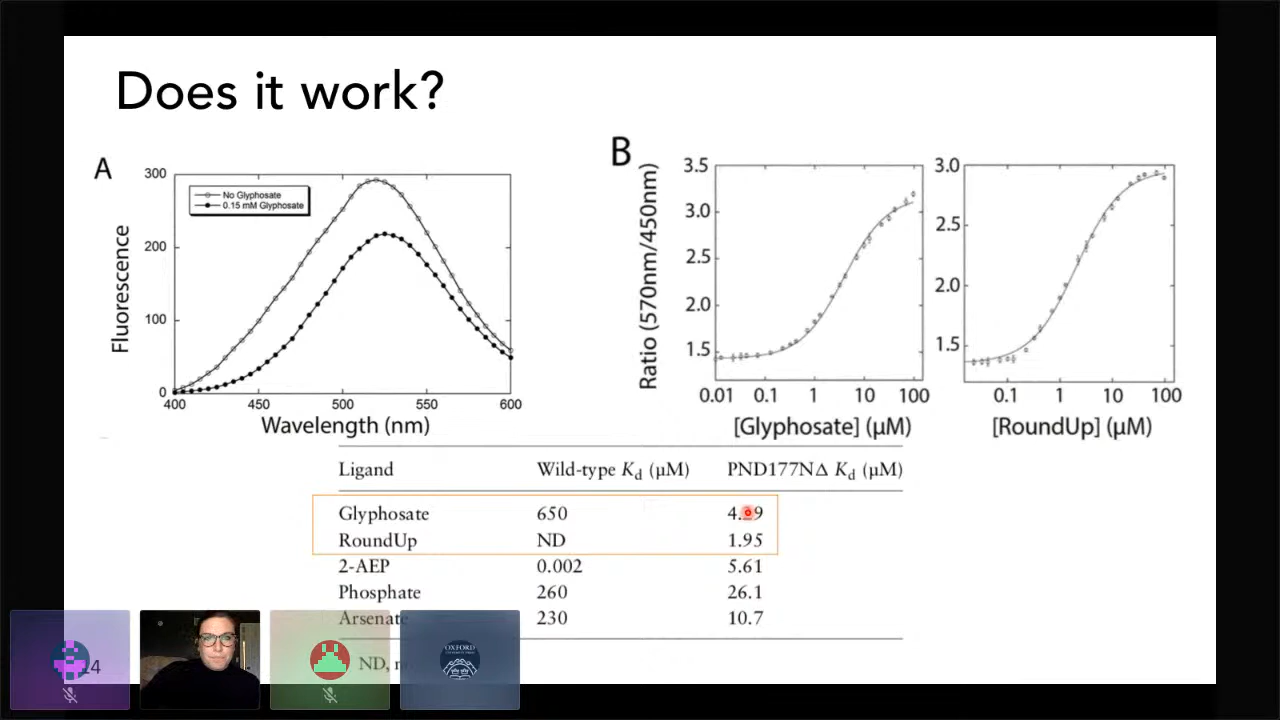 Does it work?
A
300
200
100
0
No Glyphosate
0.15 mM Glyphosate
Fluorescence
400 450 500 550 600
Wavelength (nm)
B
Ratio (570nm/450nm)
3.5
3.0
2.5
2.0
1.5
0.01 0.1 1 10 100
[Glyphosate] (µM)
3.0
2.5
2.0
1.5
0.1 1 10 100
[RoundUp] (µM)
Ligand Wild-type Kd (µM) PND177NΔ Kd (µM)
Glyphosate 650
RoundUp ND 1.95
2-AEP 0.002 5.61
Phosphate 260 26.1
Arsenate 230 10.7
ND,
OXFORD